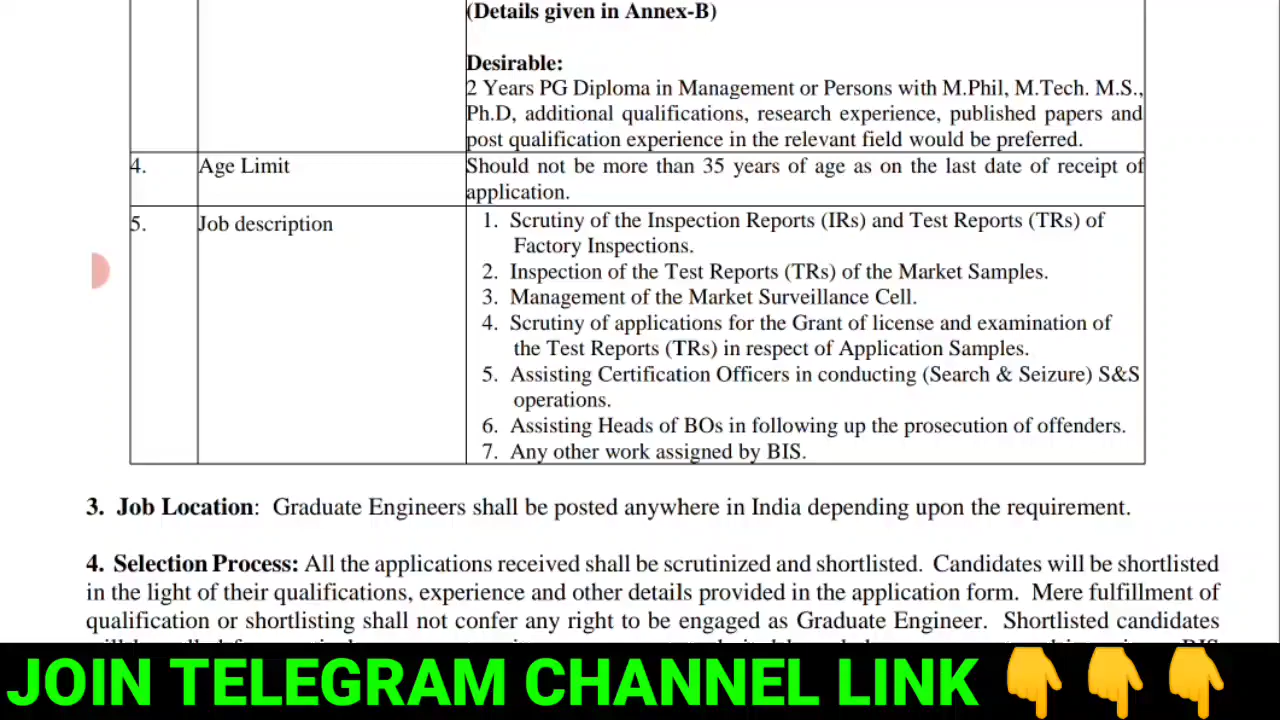 (Details given in Annex-B)
Desirable:
2 Years PG Diploma in Management or Persons with M.Phil, M.Tech. M.S.,
Ph.D, additional qualifications, research experience, published papers and
post qualification experience in the relevant field would be preferred.
4. Age Limit Should not be more than 35 years of age as on the last date of receipt of
application.
5. Job description 1. Scrutiny of the Inspection Reports (IRs) and Test Reports (TRs) of
Factory Inspections.
2. Inspection of the Test Reports (TRs) of the Market Samples.
3. Management of the Market Surveillance Cell.
4. Scrutiny of applications for the Grant of license and examination of
the Test Reports (TRs) in respect of Application Samples.
5. Assisting Certification Officers in conducting (Search & Seizure) S&S
operations.
6. Assisting Heads of BOs in following up the prosecution of offenders.
7. Any other work assigned by BIS.
3. Job Location: Graduate Engineers shall be posted anywhere in India depending upon the requirement.
4. Selection Process: All the applications received shall be scrutinized and shortlisted. Candidates will be shortlisted
in the light of their qualifications, experience and other details provided in the application form. Mere fulfillment of
qualification or shortlisting shall not confer any right to be engaged as Graduate Engineer. Shortlisted candidates
JOIN TELEGRAM CHANNEL LINK 👇👇👇